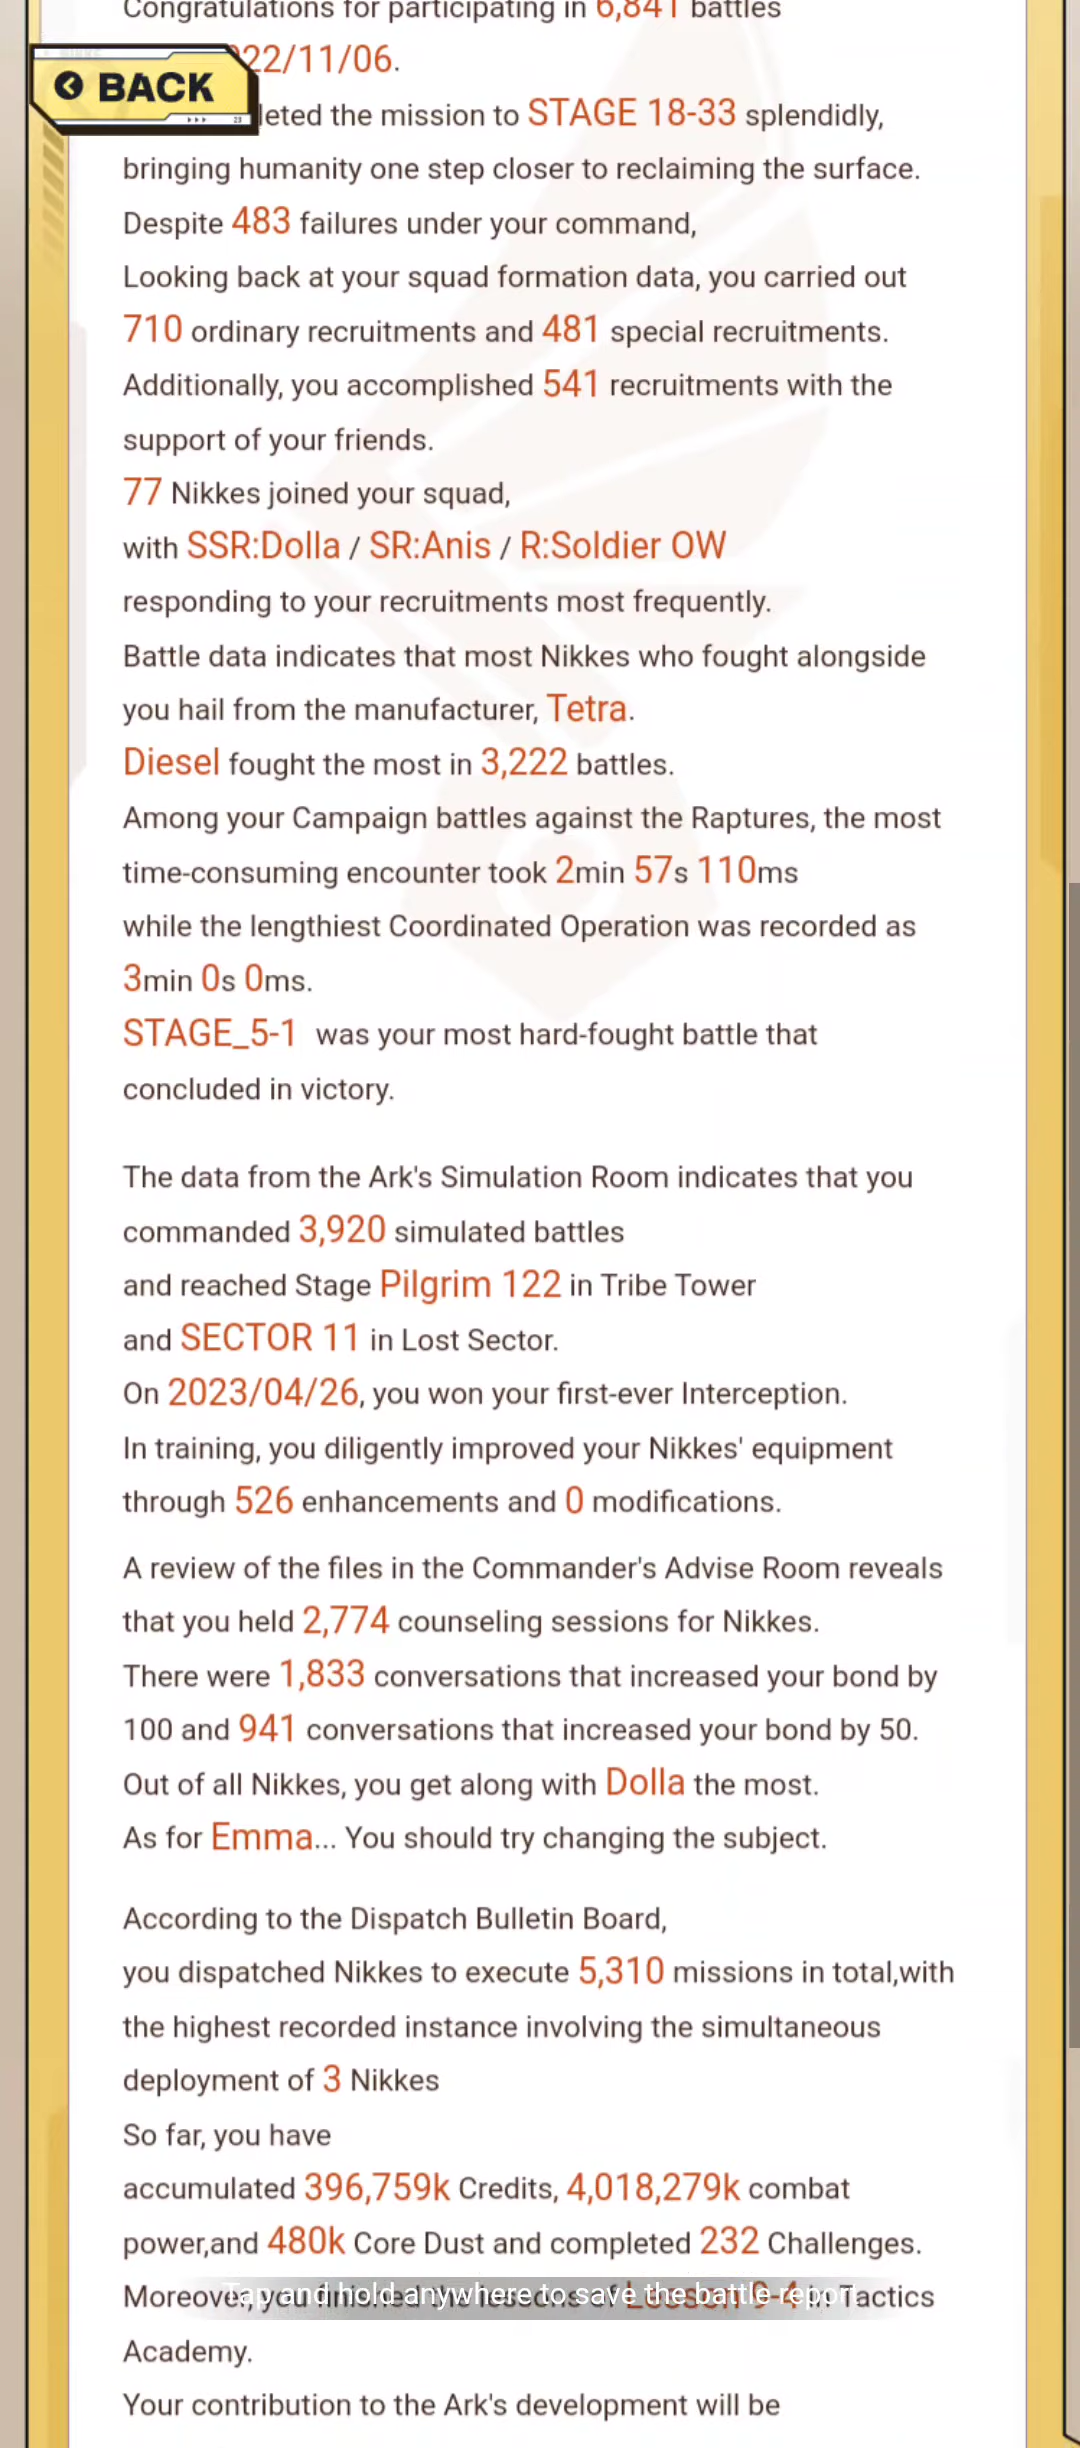 Congratulations for participating in 6,841 battles
22/11/06.
BACK
leted the mission to STAGE 18-33 splendidly,
bringing humanity one step closer to reclaiming the surface.
Despite 483 failures under your command,
Looking back at your squad formation data, you carried out
710 ordinary recruitments and 481 special recruitments.
Additionally, you accomplished 541 recruitments with the
support of your friends.
77 Nikkes joined your squad,
with SSR:Dolla / SR:Anis / R:Soldier OW
responding to your recruitments most frequently.
Battle data indicates that most Nikkes who fought alongside
you hail from the manufacturer, Tetra.
Diesel fought the most in 3,222 battles.
Among your Campaign battles against the Raptures, the most
time-consuming encounter took 2min 57s 110ms
while the lengthiest Coordinated Operation was recorded as
3min 0s 0ms.
STAGE_5-1 was your most hard-fought battle that
concluded in victory.
The data from the Ark's Simulation Room indicates that you
commanded 3,920 simulated battles
and reached Stage Pilgrim 122 in Tribe Tower
and SECTOR 11 in Lost Sector.
On 2023/04/26, you won your first-ever Interception.
In training, you diligently improved your Nikkes' equipment
through 526 enhancements and 0 modifications.
A review of the files in the Commander's Advise Room reveals
that you held 2,774 counseling sessions for Nikkes.
There were 1,833 conversations that increased your bond by
100 and 941 conversations that increased your bond by 50.
Out of all Nikkes, you get along with Dolla the most.
As for Emma... You should try changing the subject.
According to the Dispatch Bulletin Board,
you dispatched Nikkes to execute 5,310 missions in total,with
the highest recorded instance involving the simultaneous
deployment of 3 Nikkes
So far, you have
accumulated 396,759k Credits, 4,018,279k combat
power,and 480k Core Dust and completed 232 Challenges.
Moreover, you of Lesson 9-4 in Tactics
Tap and hold anywhere to save the battle report.
Academy.
Your contribution to the Ark's development will be